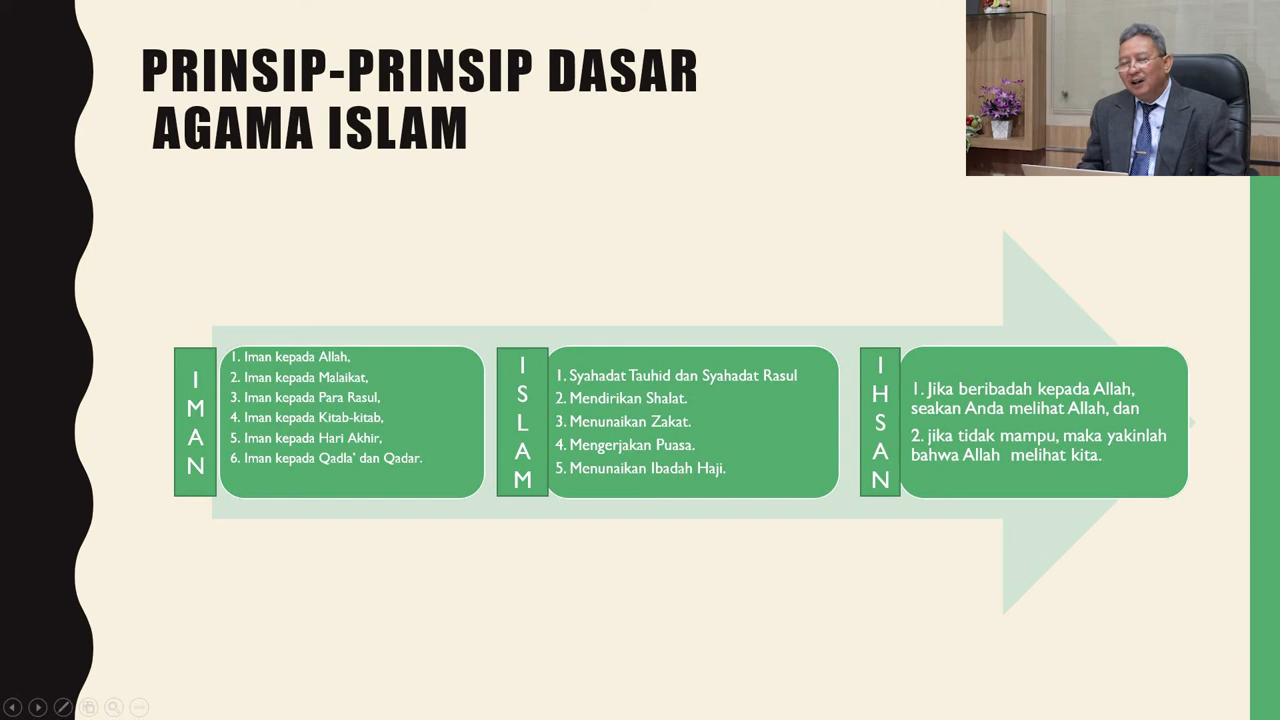 PRINSIP-PRINSIP DASAR
AGAMA ISLAM
IMAN
1. Iman kepada Allah,
2. Iman kepada Malaikat,
3. Iman kepada Para Rasul,
4. Iman kepada Kitab-kitab,
5. Iman kepada Hari Akhir,
6. Iman kepada Qadla' dan Qadar.
ISLAM
1. Syahadat Tauhid dan Syahadat Rasul
2. Mendirikan Shalat.
3. Menunaikan Zakat.
4. Mengerjakan Puasa.
5. Menunaikan Ibadah Haji.
IHSAN
1. Jika beribadah kepada Allah,
seakan Anda melihat Allah, dan
2. jika tidak mampu, maka yakinlah
bahwa Allah melihat kita.